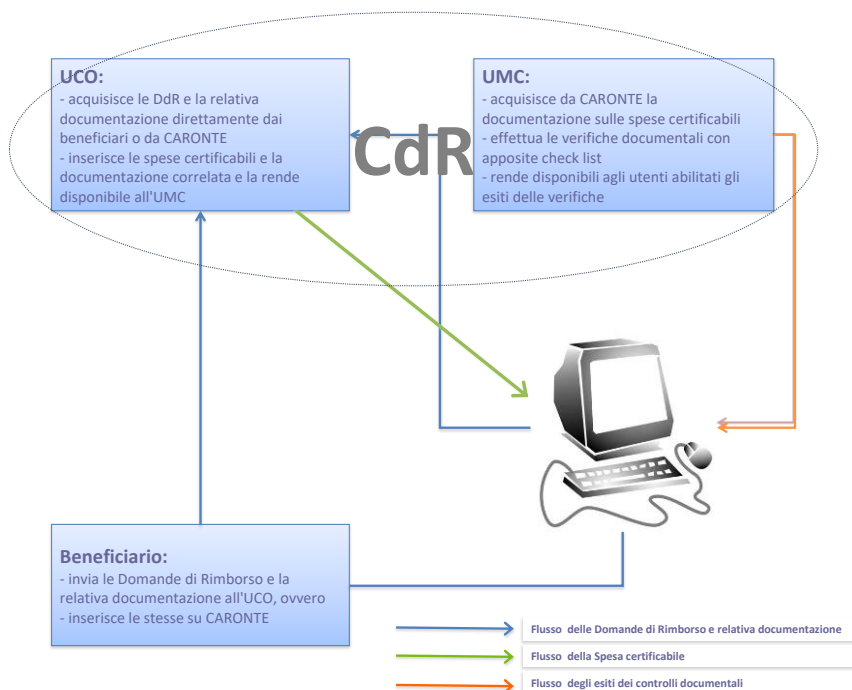 UCO:
- acquisisce le DdR e la relativa
documentazione direttamente dai
beneficiari o da CARONTE
- inserisce le spese certificabili e la
documentazione correlata e la rende
disponibile all'UMC
CdR
UMC:
- acquisisce da CARONTE la
documentazione sulle spese certificabili
- effettua le verifiche documentali con
apposite check list
- rende disponibili agli utenti abilitati gli
esiti delle verifiche
Beneficiario:
- invia le Domande di Rimborso e la
relativa documentazione all'UCO, ovvero
- inserisce le stesse su CARONTE
Flusso delle Domande di Rimborso e relativa documentazione
Flusso della Spesa certificabile
Flusso degli esiti dei controlli documentali